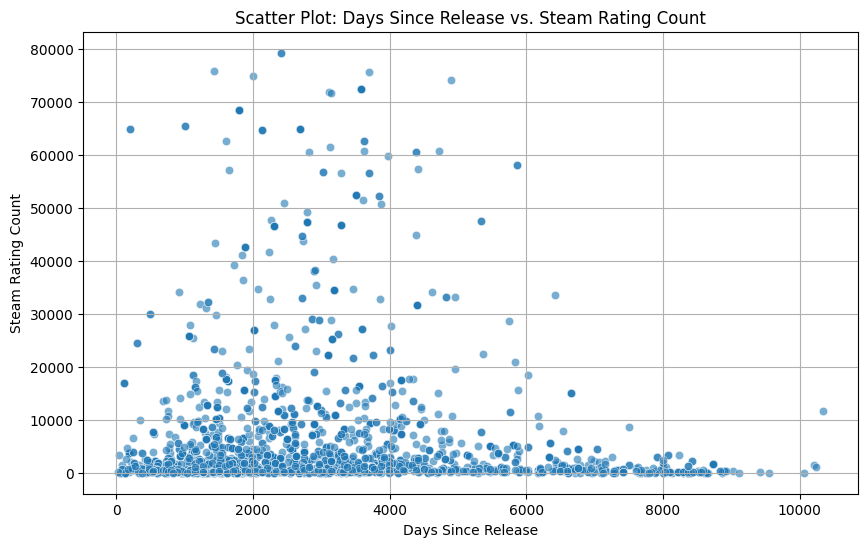 Scatter Plot: Days Since Release vs. Steam Rating Count
80000
70000
60000
50000
40000
30000
20000
10000
0
Steam Rating Count
0 2000 4000 6000 8000 10000
Days Since Release